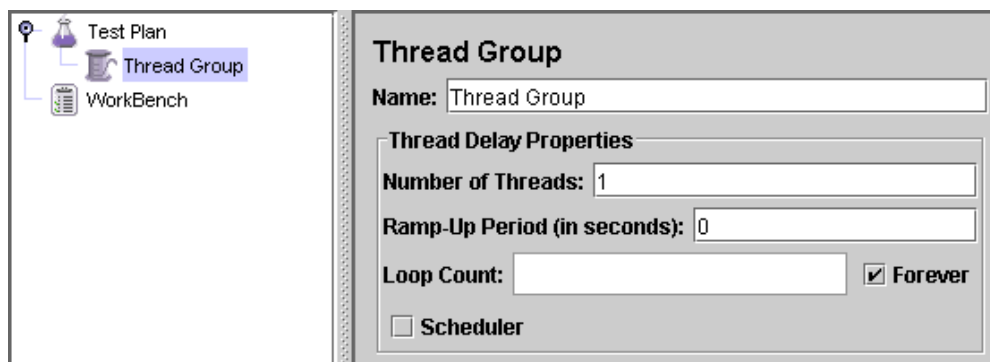 Test Plan
Thread Group
WorkBench
Thread Group
Name: Thread Group
Thread Delay Properties
Number of Threads: 1
Ramp-Up Period (in seconds): 0
Loop Count: Forever
Scheduler